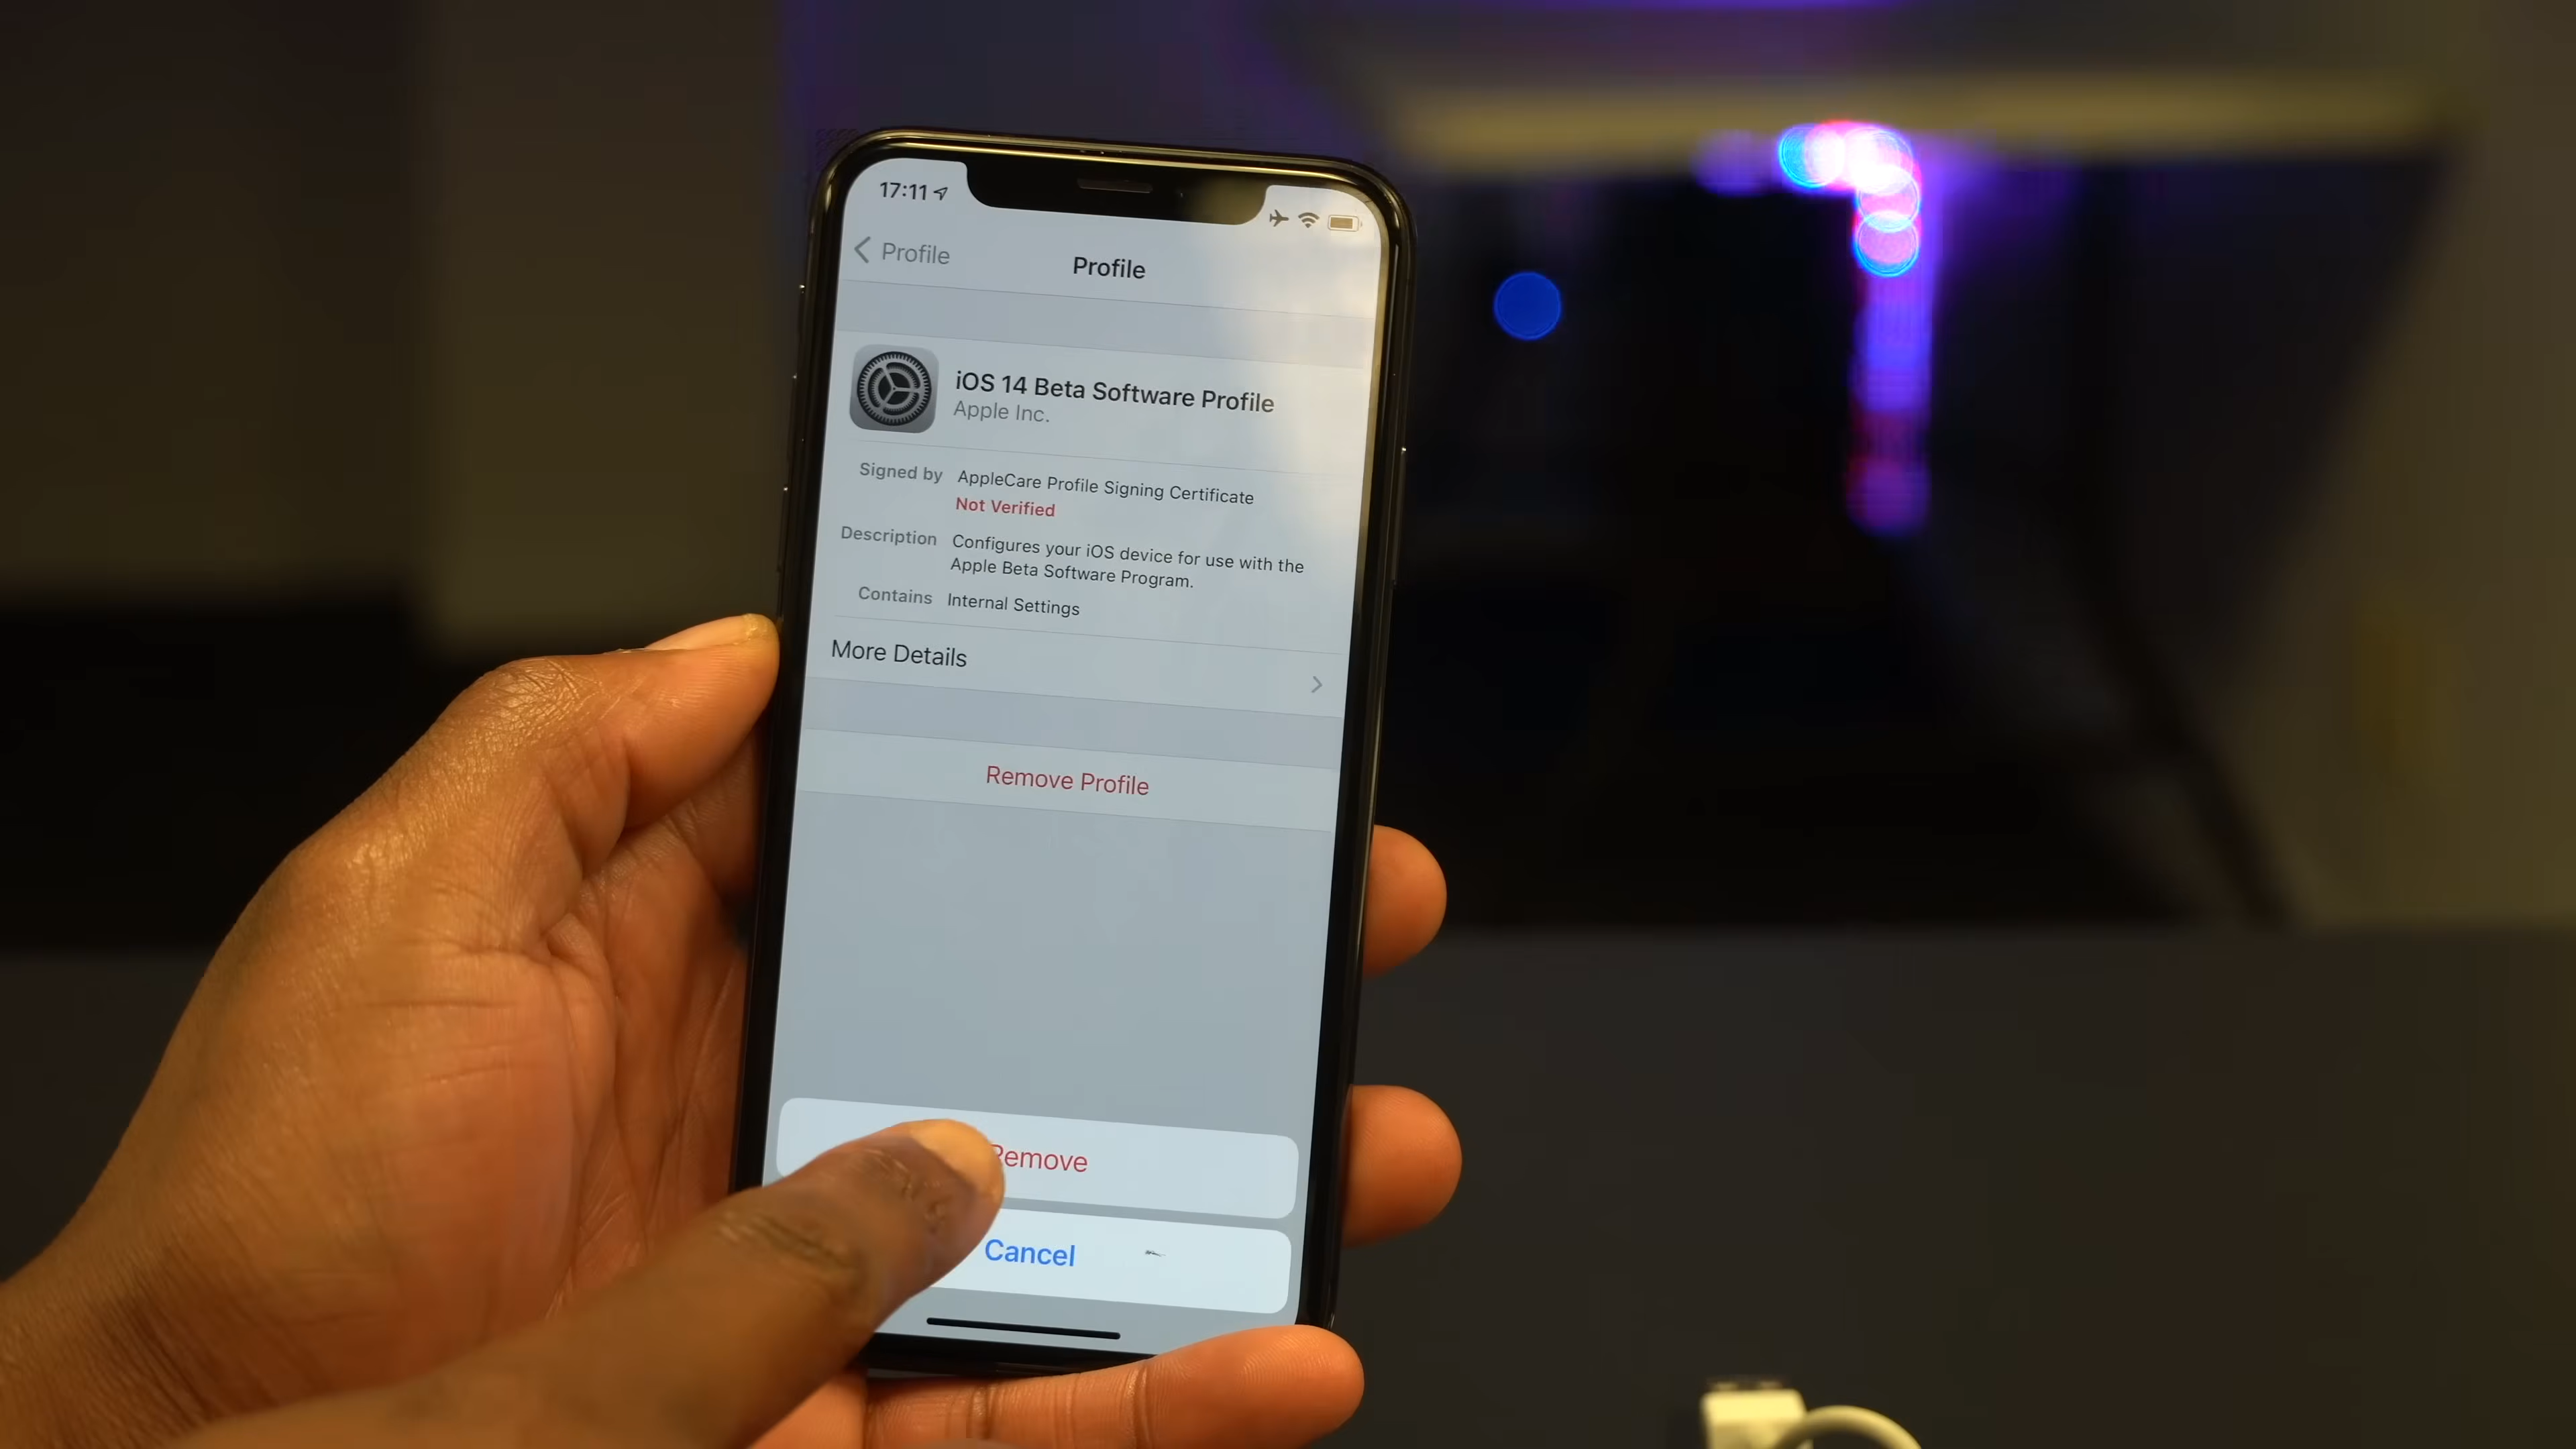 17:11
Profile
Profile
iOS 14 Beta Software Profile
Apple Inc.
Signed by
AppleCare Profile Signing Certificate
Not Verified
Description
Configures your iOS device for use with the
Apple Beta Software Program.
Contains
Internal Settings
More Details
Remove Profile
Remove
Cancel